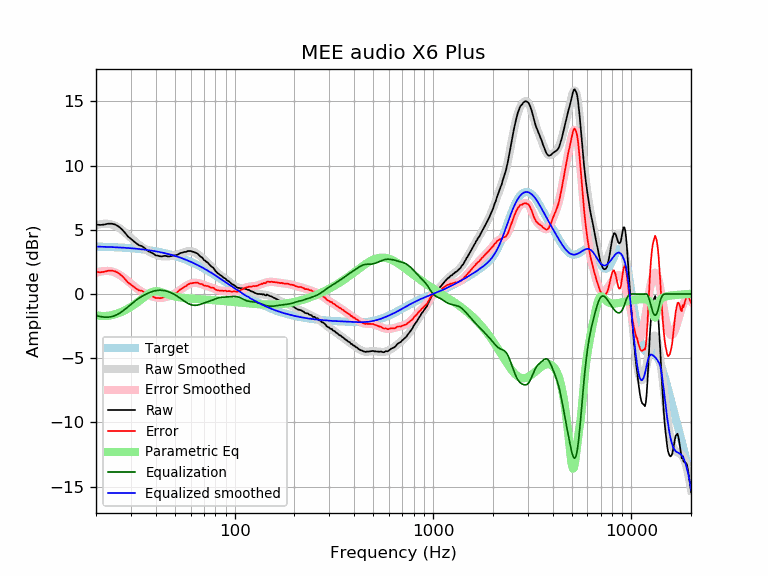 MEE audio X6 Plus
Amplitude (dBr)
15
10
5
0
−5
−10
−15
Target
Raw Smoothed
Error Smoothed
Raw
Error
Parametric Eq
Equalization
Equalized smoothed
100
1000
10000
Frequency (Hz)